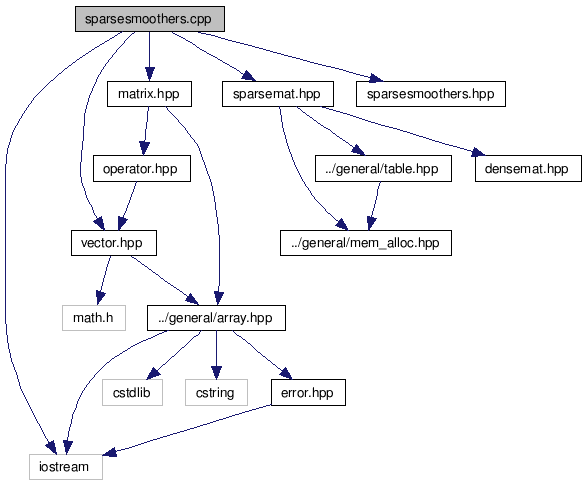 sparsesmoothers.cpp
matrix.hpp
sparsemat.hpp
sparsesmoothers.hpp
operator.hpp
../general/table.hpp
densemat.hpp
vector.hpp
../general/mem_alloc.hpp
math.h
../general/array.hpp
cstdlib
cstring
error.hpp
iostream